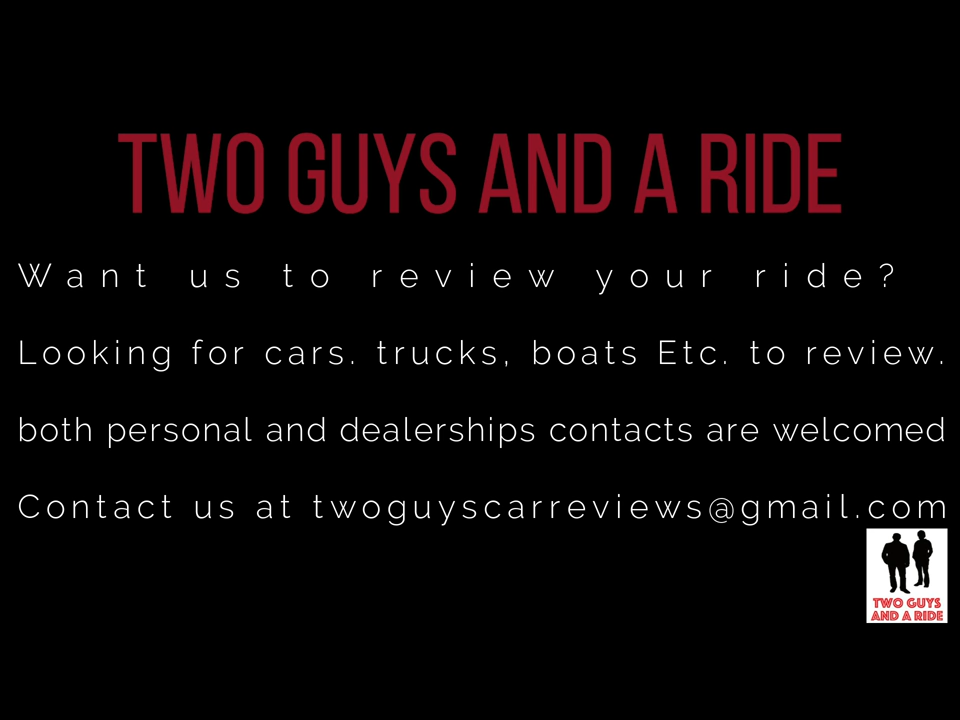 TWO GUYS AND A RIDE
Want us to review your ride?
Looking for cars. trucks, boats Etc. to review.
both personal and dealerships contacts are welcomed
Contact us at twoguyscarreviews@gmail.com
TWO GUYS
AND A RIDE